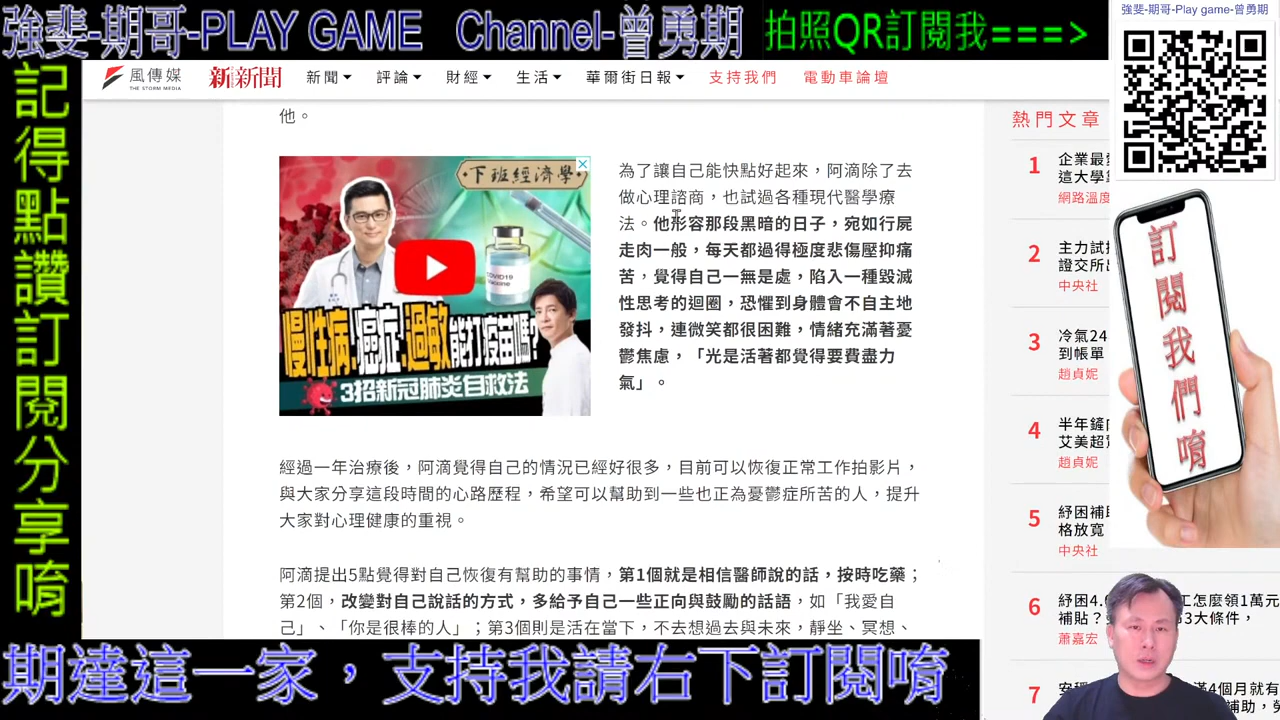 強斐-期哥-PLAY GAME Channel-曾勇期
拍照QR訂閱我===>
強斐-期哥-Play game-曾勇期
記得點讚訂閱分享唷
風傳媒
THE STORM MEDIA
新新聞
新聞 評論 財經 生活 華爾街日報 支持我們 電動車論壇
他。
下班經濟學
COVID19
Vaccine
慢性病、癌症、過敏能打疫苗嗎?
3招新冠肺炎自救法
為了讓自己能快點好起來，阿滴除了去
做心理諮商，也試過各種現代醫學療
法。他形容那段黑暗的日子，宛如行屍
走肉一般，每天都過得極度悲傷壓抑痛
苦，覺得自己一無是處，陷入一種毀滅
性思考的迴圈，恐懼到身體會不自主地
發抖，連微笑都很困難，情緒充滿著憂
鬱焦慮，「光是活著都覺得要費盡力
氣」。
經過一年治療後，阿滴覺得自己的情況已經好很多，目前可以恢復正常工作拍影片，
與大家分享這段時間的心路歷程，希望可以幫助到一些也正為憂鬱症所苦的人，提升
大家對心理健康的重視。
阿滴提出5點覺得對自己恢復有幫助的事情，第1個就是相信醫師說的話，按時吃藥；
第2個，改變對自己說話的方式，多給予自己一些正向與鼓勵的話語，如「我愛自
己」、「你是很棒的人」；第3個則是活在當下，不去想過去與未來，靜坐、冥想、
熱門文章
1
企業最
這大學
網路溫度
2
主力試
證交所
中央社
3
冷氣24
到帳單
趙貞妮
4
半年鏟
艾美超
趙貞妮
5
紓困補
格放寬
中央社
6
紓困4.
工怎麼領1萬元
補貼？
3大條件，
蕭嘉宏
7
安
滿4個月就有
補助，
訂閱我們唷
期達這一家，支持我請右下訂閱唷